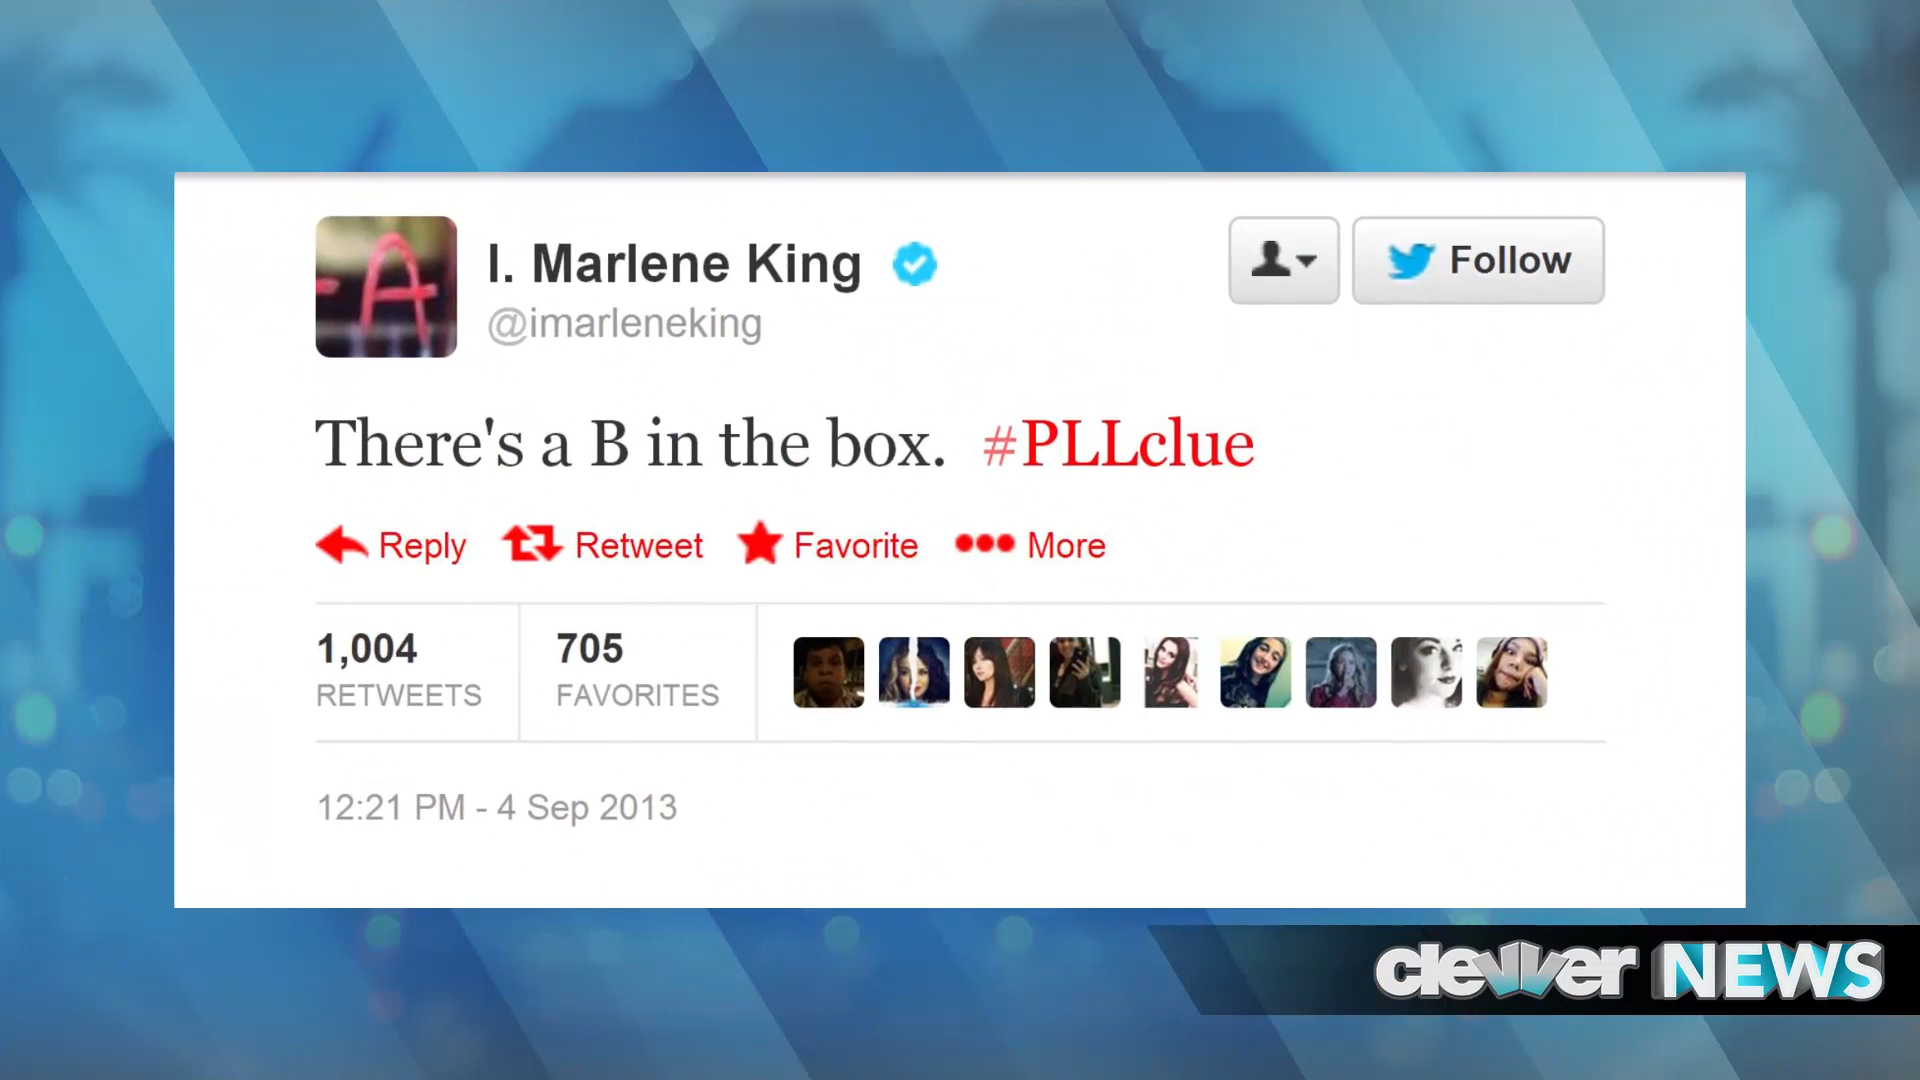 -A
I. Marlene King
@imarleneking
Follow
There's a B in the box. #PLLclue
Reply Retweet Favorite More
1,004 705
RETWEETS FAVORITES
12:21 PM - 4 Sep 2013
clevver NEWS